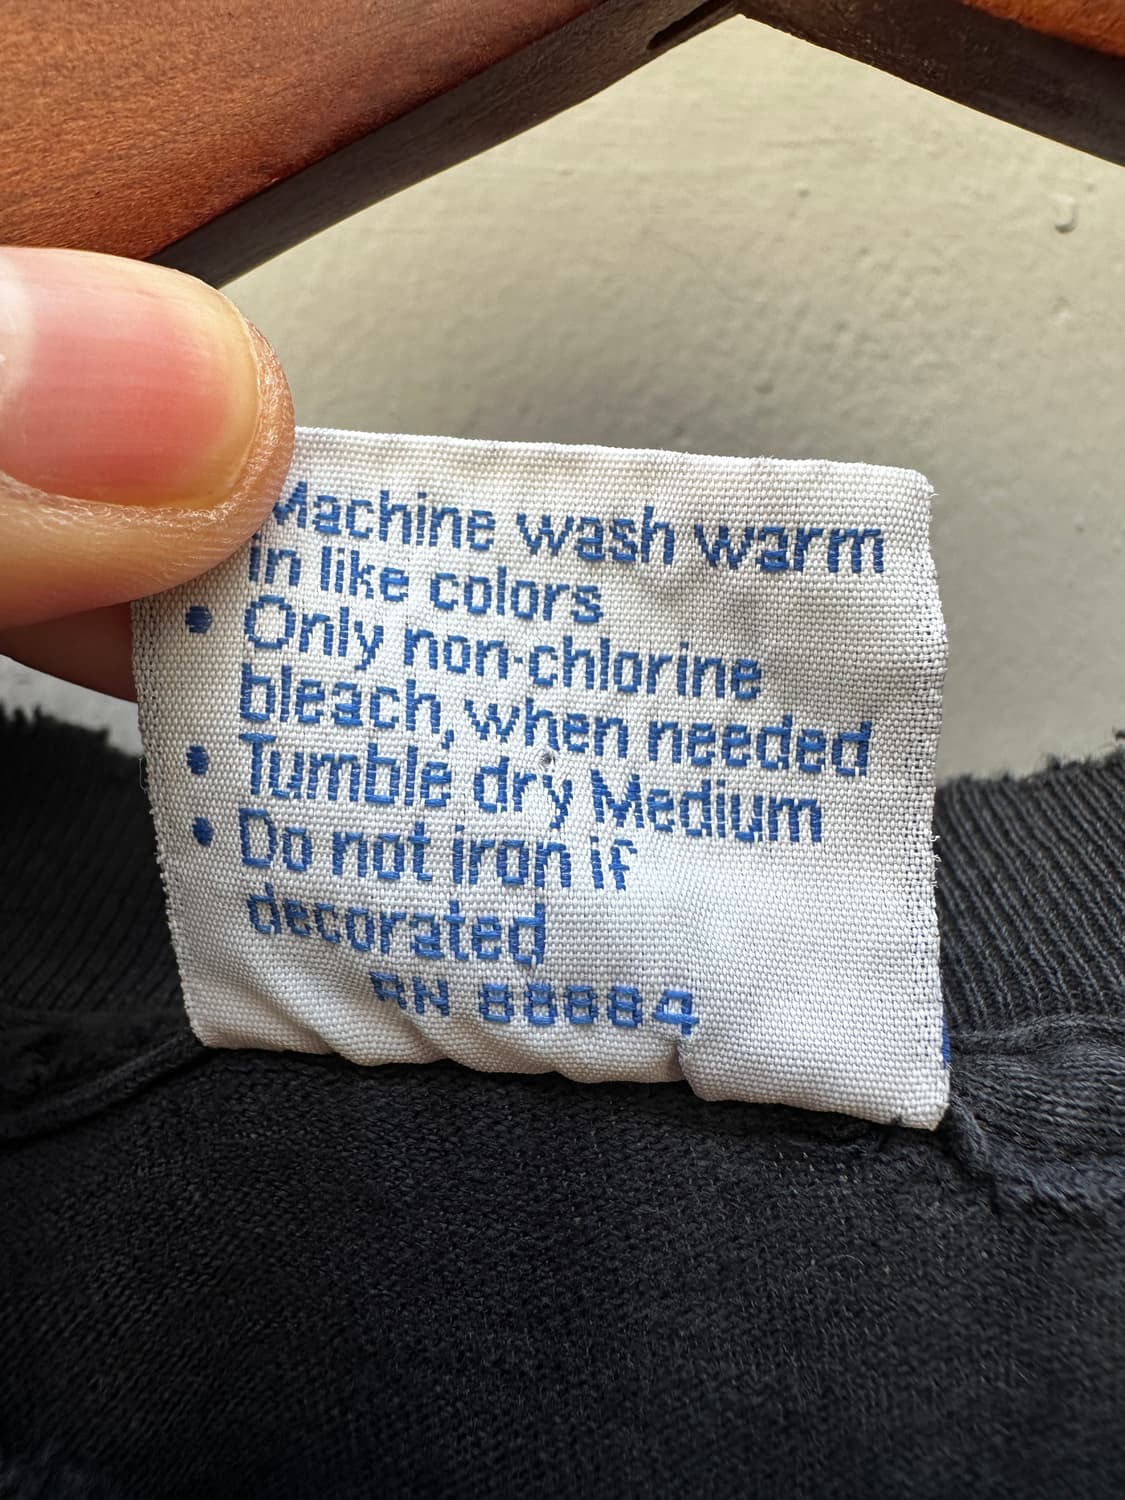 Machine wash warm
in like colors
• Only non-chlorine
bleach, when needed
• Tumble dry Medium
• Do not iron if
decorated
RN